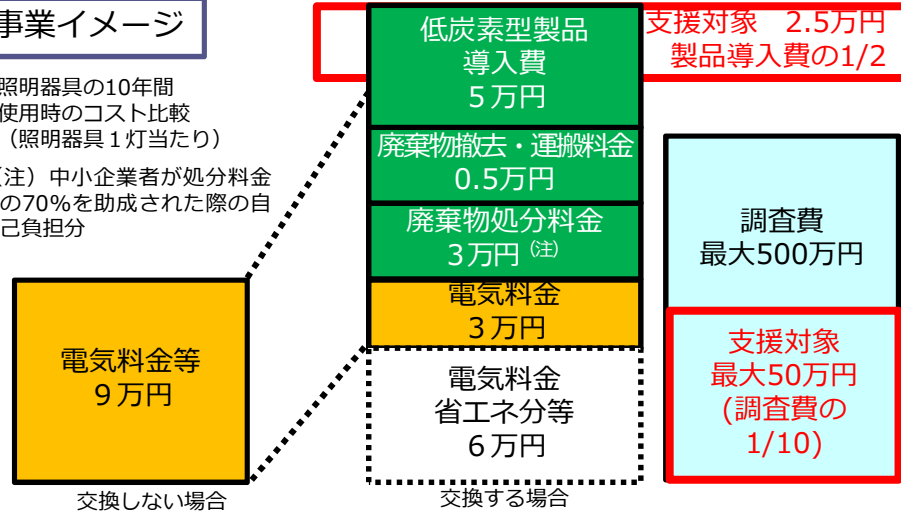 事業イメージ
照明器具の10年間
使用時のコスト比較
（照明器具１灯当たり）
（注）中小企業者が処分料金
の70％を助成された際の自
己負担分
電気料金等
９万円
交換しない場合
低炭素型製品
導入費
５万円
廃棄物撤去・運搬料金
0.5万円
廃棄物処分料金
３万円（注）
電気料金
３万円
電気料金
省エネ分等
６万円
交換する場合
支援対象　2.5万円
製品導入費の1/2
調査費
最大500万円
支援対象
最大50万円
(調査費の
1/10)